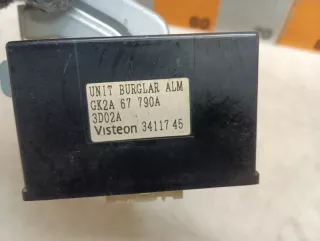 UNIT BURGLAR ALM
GK2A 67 790A
3D02A
Visteon 34117 45